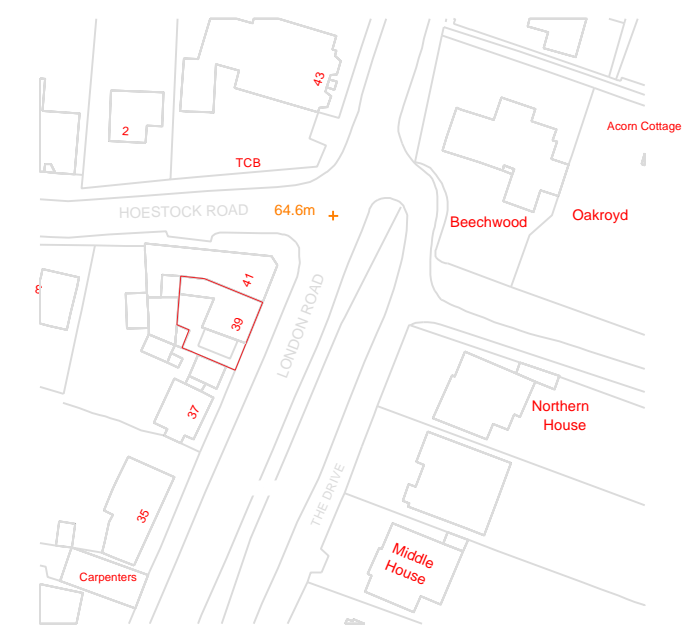 43
2
TCB
Acorn Cottage
HOESTOCK ROAD
64.6m
Beechwood
Oakroyd
41
39
LONDON ROAD
37
Northern
House
THE DRIVE
35
Middle
House
Carpenters